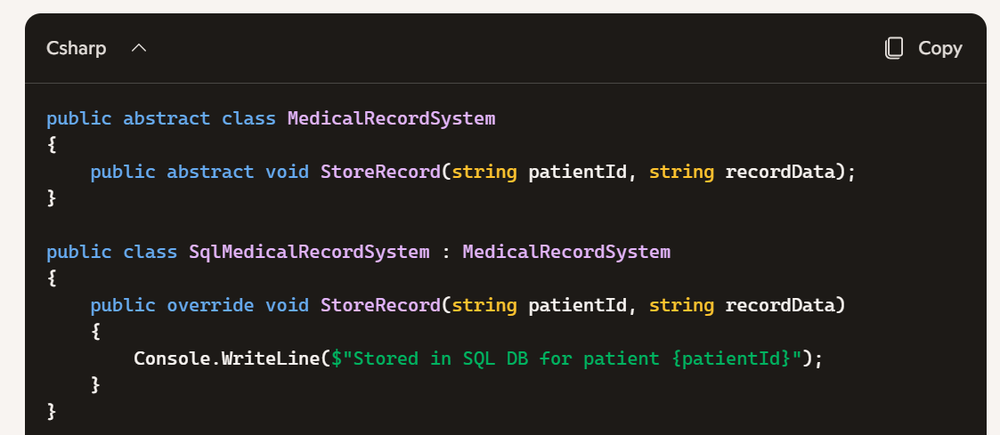 Csharp
Copy
public abstract class MedicalRecordSystem
{
    public abstract void StoreRecord(string patientId, string recordData);
}

public class SqlMedicalRecordSystem : MedicalRecordSystem
{
    public override void StoreRecord(string patientId, string recordData)
    {
        Console.WriteLine($"Stored in SQL DB for patient {patientId}");
    }
}